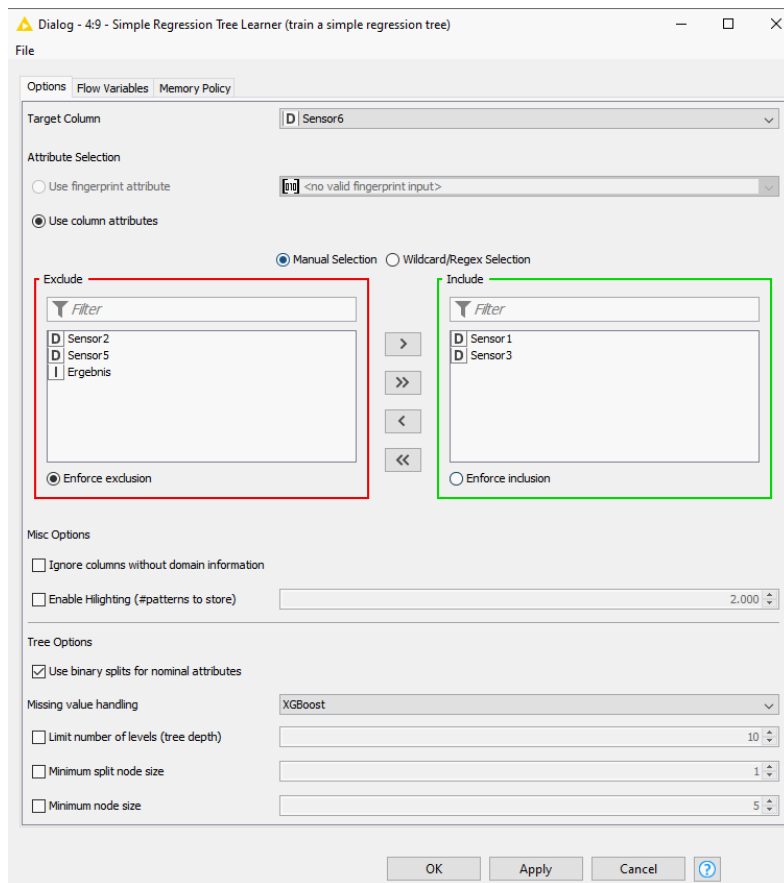 Dialog - 4:9 - Simple Regression Tree Learner (train a simple regression tree)
File
Options Flow Variables Memory Policy
Target Column D Sensor6
Attribute Selection
Use fingerprint attribute [010] <no valid fingerprint input>
Use column attributes
Manual Selection Wildcard/Regex Selection
Exclude Include
Filter Filter
D Sensor2 D Sensor1
D Sensor5 D Sensor3
I Ergebnis
> 
>>
<
<<
Enforce exclusion Enforce inclusion
Misc Options
Ignore columns without domain information
Enable Hilighting (#patterns to store) 2.000
Tree Options
Use binary splits for nominal attributes
Missing value handling XGBoost
Limit number of levels (tree depth) 10
Minimum split node size 1
Minimum node size 5
OK Apply Cancel ?